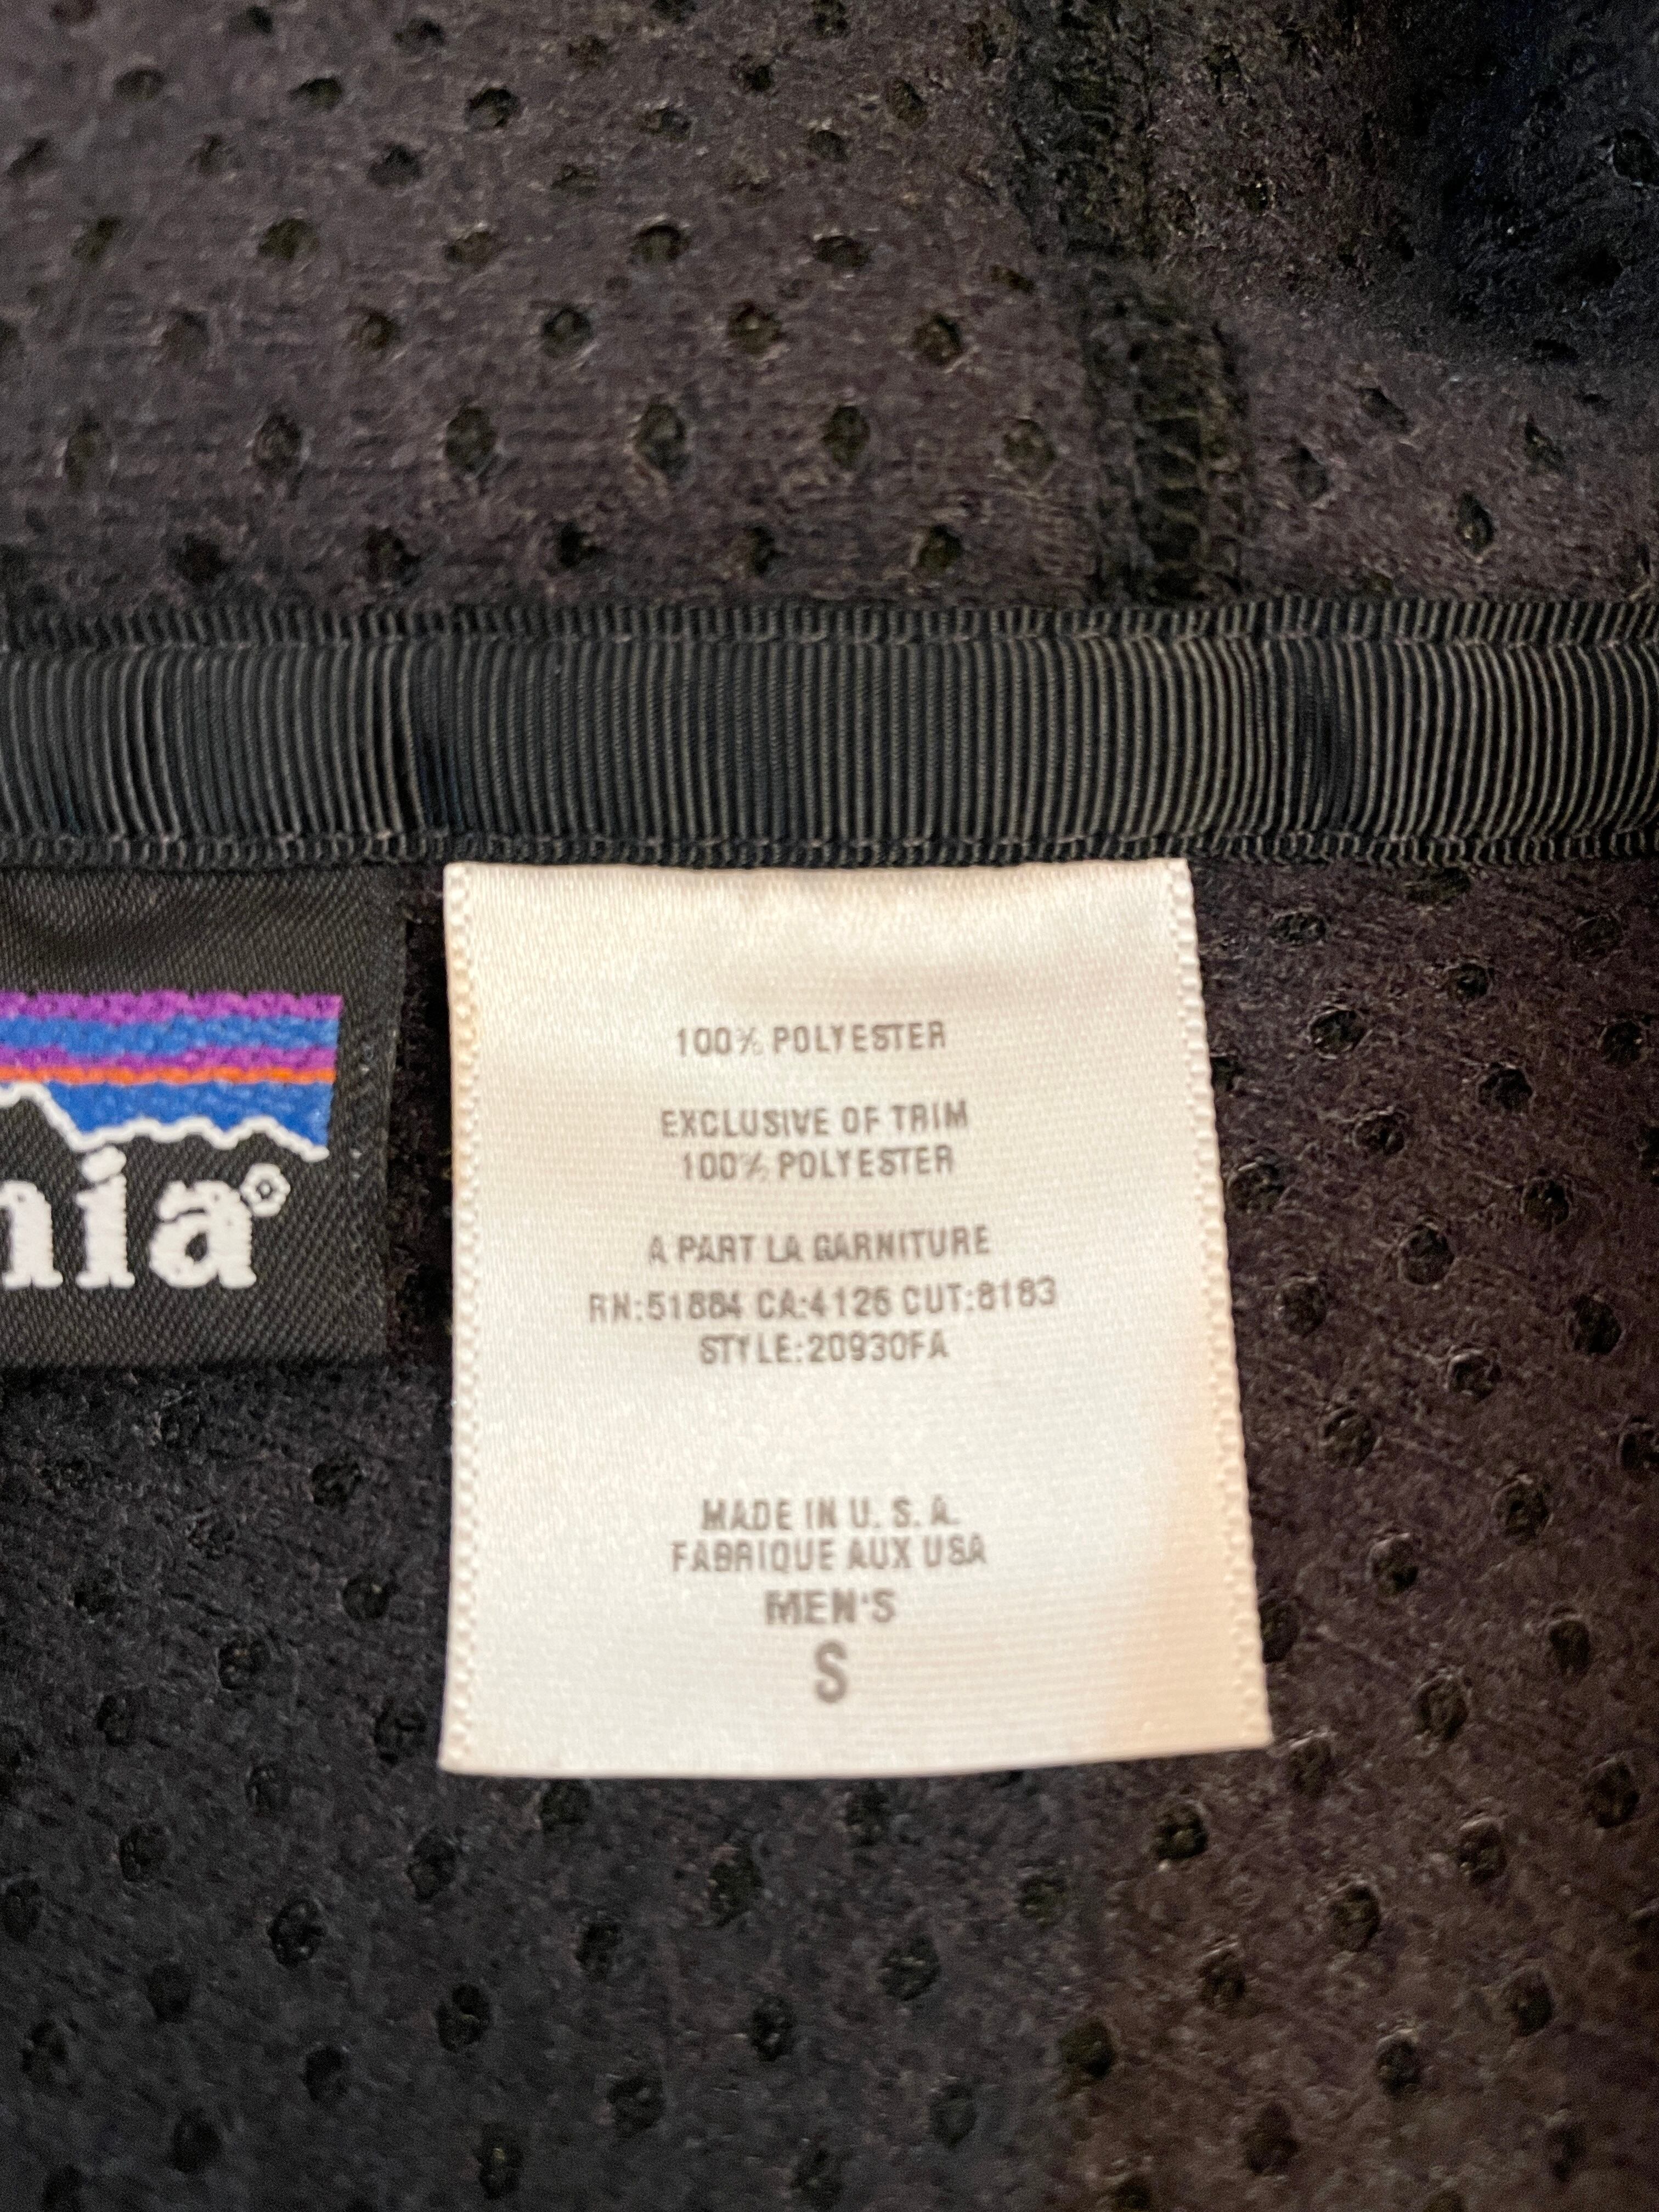 nia®
100% POLYESTER
EXCLUSIVE OF TRIM
100% POLYESTER
A PART LA GARNITURE
RN:51884 CA:4126 CUT:8183
STYLE:20930FA
MADE IN U. S. A.
FABRIQUE AUX USA
MEN'S
S